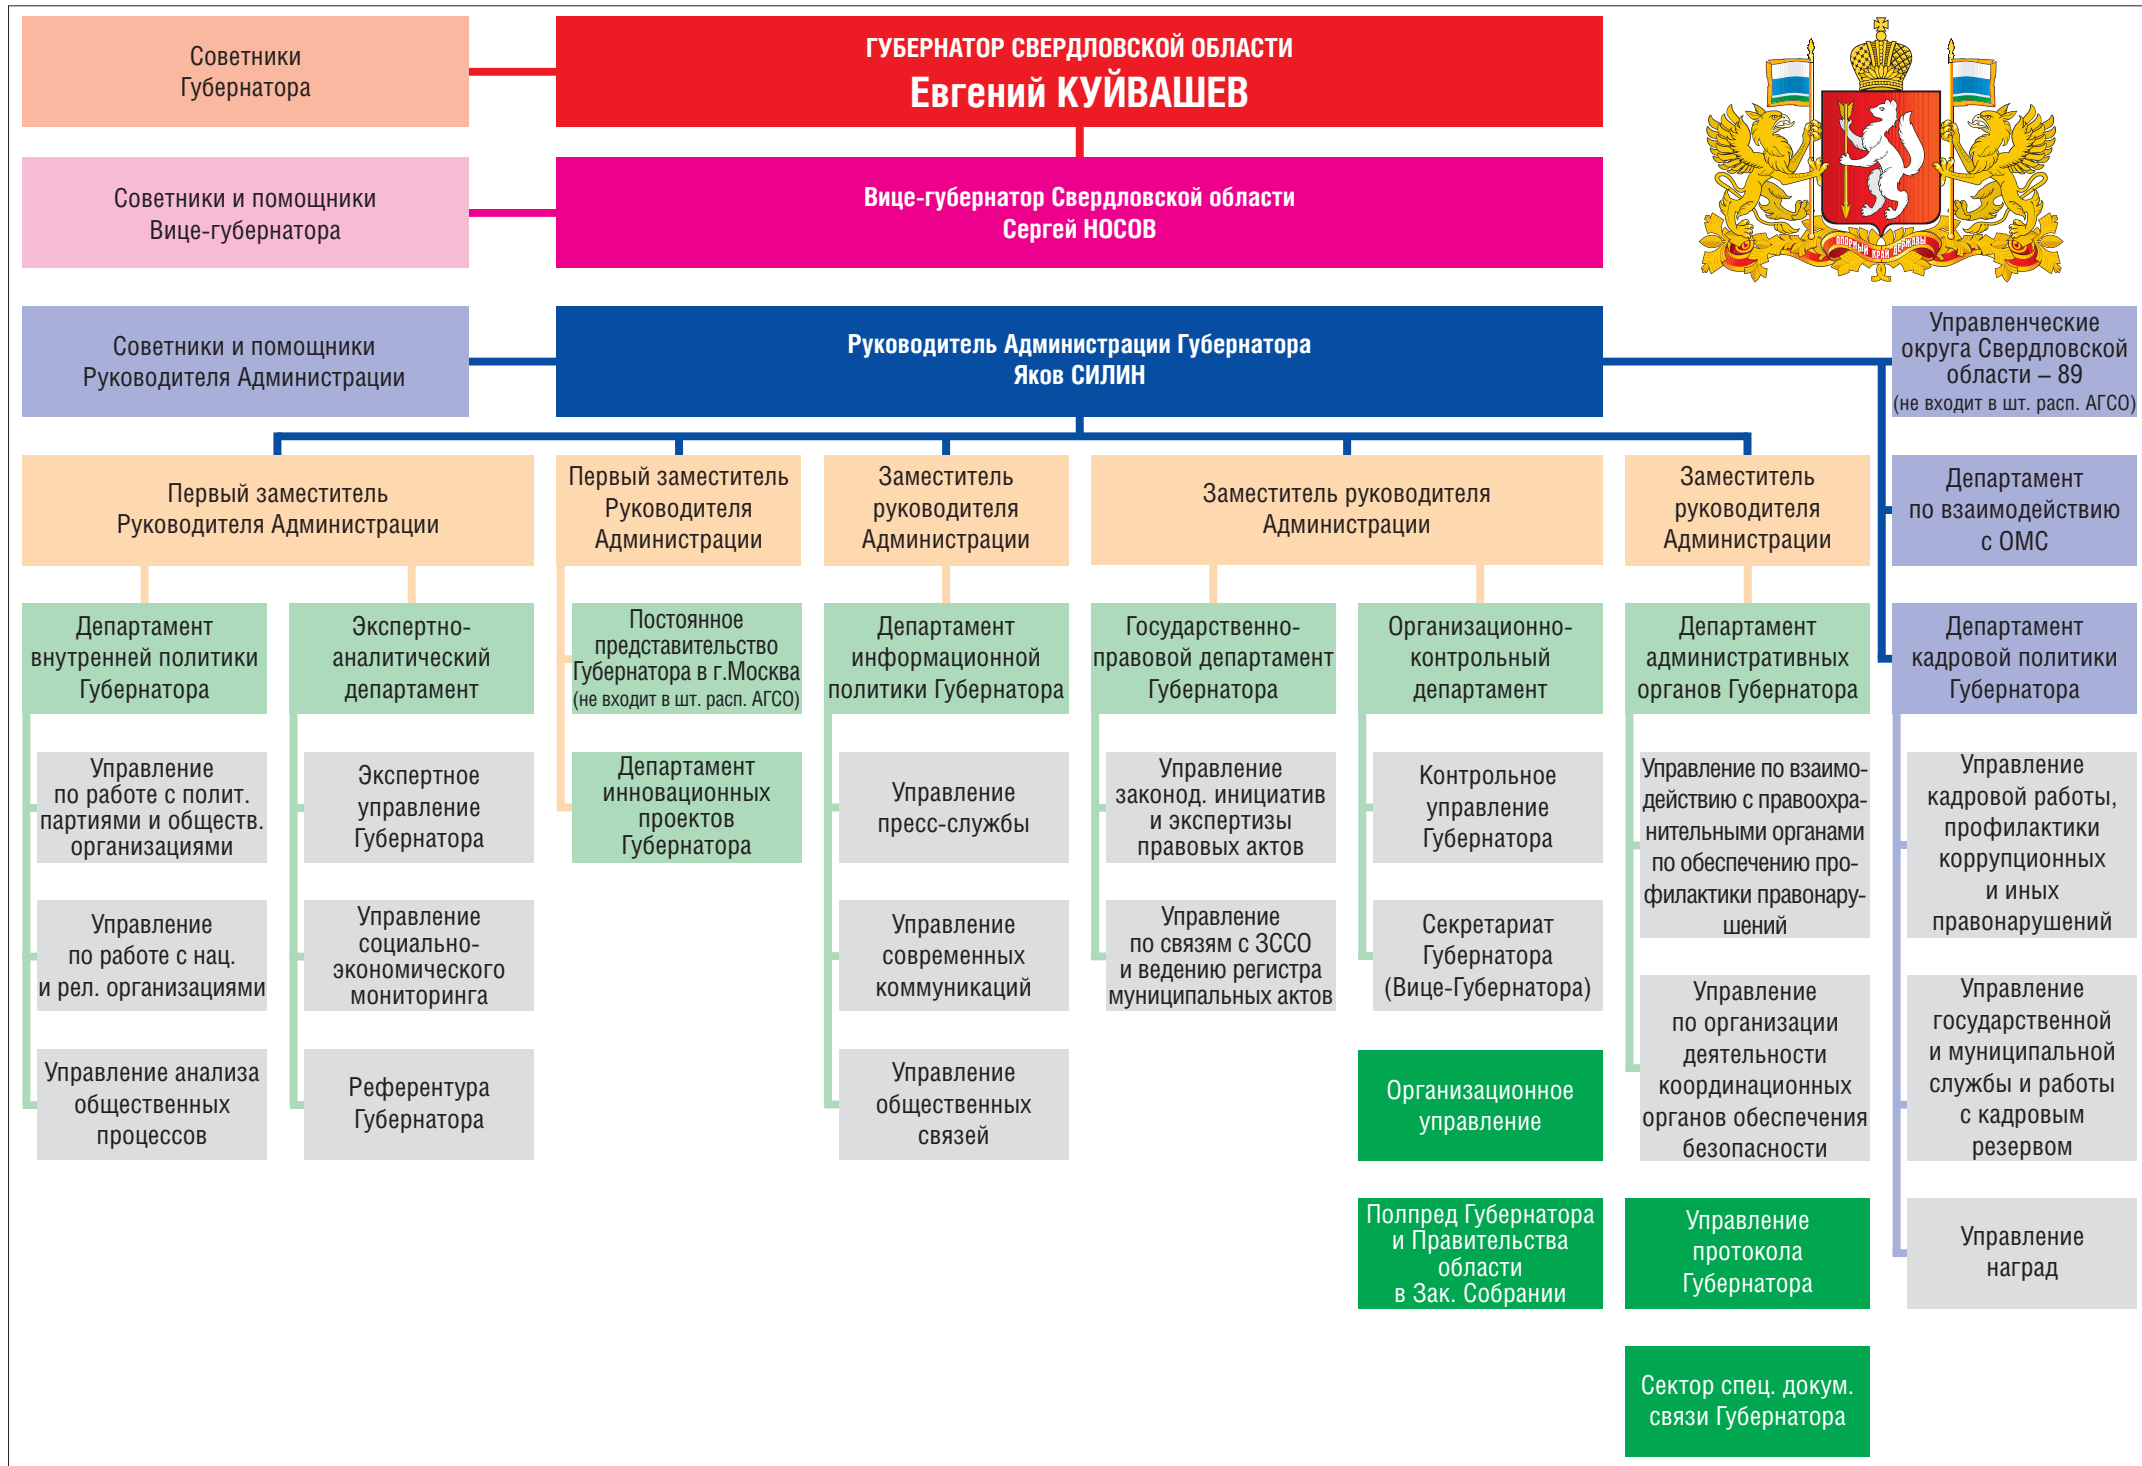 Советники
Губернатора
ГУБЕРНАТОР СВЕРДЛОВСКОЙ ОБЛАСТИ
Евгений КУЙВАШЕВ
Советники и помощники
Вице-губернатора
Вице-губернатор Свердловской области
Сергей НОСОВ
ОПОРНЫЙ КРАЙ ДЕРЖАВЫ
Советники и помощники
Руководителя Администрации
Руководитель Администрации Губернатора
Яков СИЛИН
Управленческие
округа Свердловской
области – 89
(не входит в шт. расп. АГСО)
Первый заместитель
Руководителя Администрации
Первый заместитель
Руководителя
Администрации
Заместитель
руководителя
Администрации
Заместитель руководителя
Администрации
Заместитель
руководителя
Администрации
Департамент
по взаимодействию
с ОМС
Департамент
внутренней политики
Губернатора
Экспертно-
аналитический
департамент
Постоянное
представительство
Губернатора в г.Москва
(не входит в шт. расп. АГСО)
Департамент
информационной
политики Губернатора
Государственно-
правовой департамент
Губернатора
Организационно-
контрольный
департамент
Департамент
административных
органов Губернатора
Департамент
кадровой политики
Губернатора
Управление
по работе с полит.
партиями и обществ.
организациями
Экспертное
управление
Губернатора
Департамент
инновационных
проектов
Губернатора
Управление
пресс-службы
Управление
законод. инициатив
и экспертизы
правовых актов
Контрольное
управление
Губернатора
Управление по взаимо-
действию с правоохра-
нительными органами
по обеспечению про-
филактики правонару-
шений
Управление
кадровой работы,
профилактики
коррупционных
и иных
правонарушений
Управление
по работе с нац.
и рел. организациями
Управление
социально-
экономического
мониторинга
Управление
современных
коммуникаций
Управление
по связям с ЗССО
и ведению регистра
муниципальных актов
Секретариат
Губернатора
(Вице-Губернатора)
Управление
по организации
деятельности
координационных
органов обеспечения
безопасности
Управление
государственной
и муниципальной
службы и работы
с кадровым
резервом
Управление анализа
общественных
процессов
Референтура
Губернатора
Управление
общественных
связей
Организационное
управление
Полпред Губернатора
и Правительства
области
в Зак. Собрании
Управление
протокола
Губернатора
Управление
наград
Сектор спец. докум.
связи Губернатора